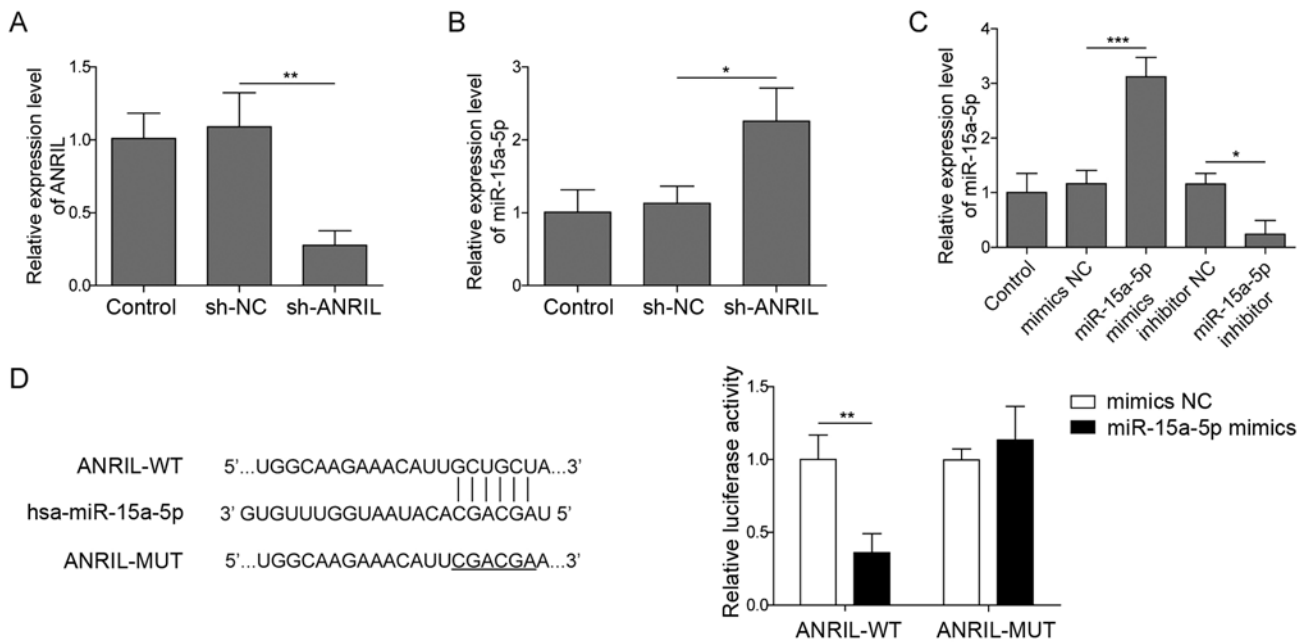 A
Relative expression level
of ANRIL
1.5
1.0
0.5
0.0
**
Control
sh-NC
sh-ANRIL
B
Relative expression level
of miR-15a-5p
3
2
1
0
*
Control
sh-NC
sh-ANRIL
C
Relative expression level
of miR-15a-5p
4
3
2
1
0
***
*
Control
mimics NC
miR-15a-5p
mimics
inhibitor NC
miR-15a-5p
inhibitor
D
ANRIL-WT 5'...UGGCAAGAAACAUUGCUGCUA...3'
hsa-miR-15a-5p 3' GUGUUUGGUAAUACACGACGAU 5'
ANRIL-MUT 5'...UGGCAAGAAACAUUCGACGAA...3'
Relative luciferase activity
1.5
1.0
0.5
0.0
**
ANRIL-WT
ANRIL-MUT
mimics NC
miR-15a-5p mimics